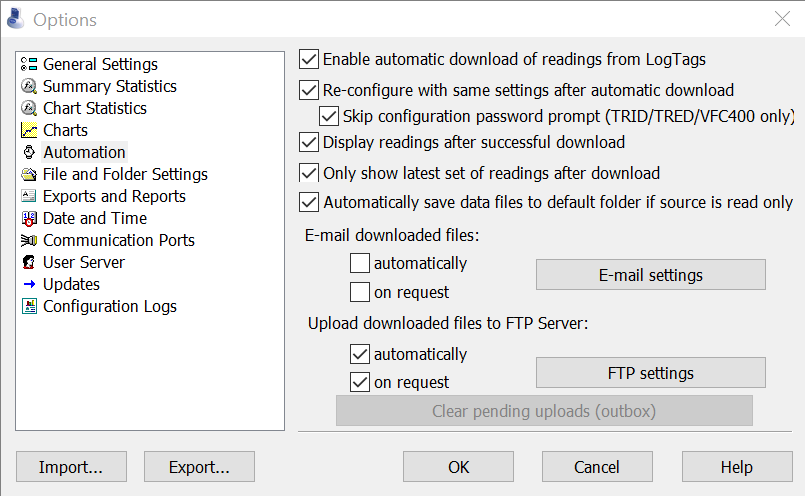 Options
General Settings
Summary Statistics
Chart Statistics
Charts
Automation
File and Folder Settings
Exports and Reports
Date and Time
Communication Ports
User Server
Updates
Configuration Logs
Enable automatic download of readings from LogTags
Re-configure with same settings after automatic download
Skip configuration password prompt (TRID/TRED/VFC400 only)
Display readings after successful download
Only show latest set of readings after download
Automatically save data files to default folder if source is read only
E-mail downloaded files:
automatically
on request
E-mail settings
Upload downloaded files to FTP Server:
automatically
on request
FTP settings
Clear pending uploads (outbox)
Import...
Export...
OK
Cancel
Help